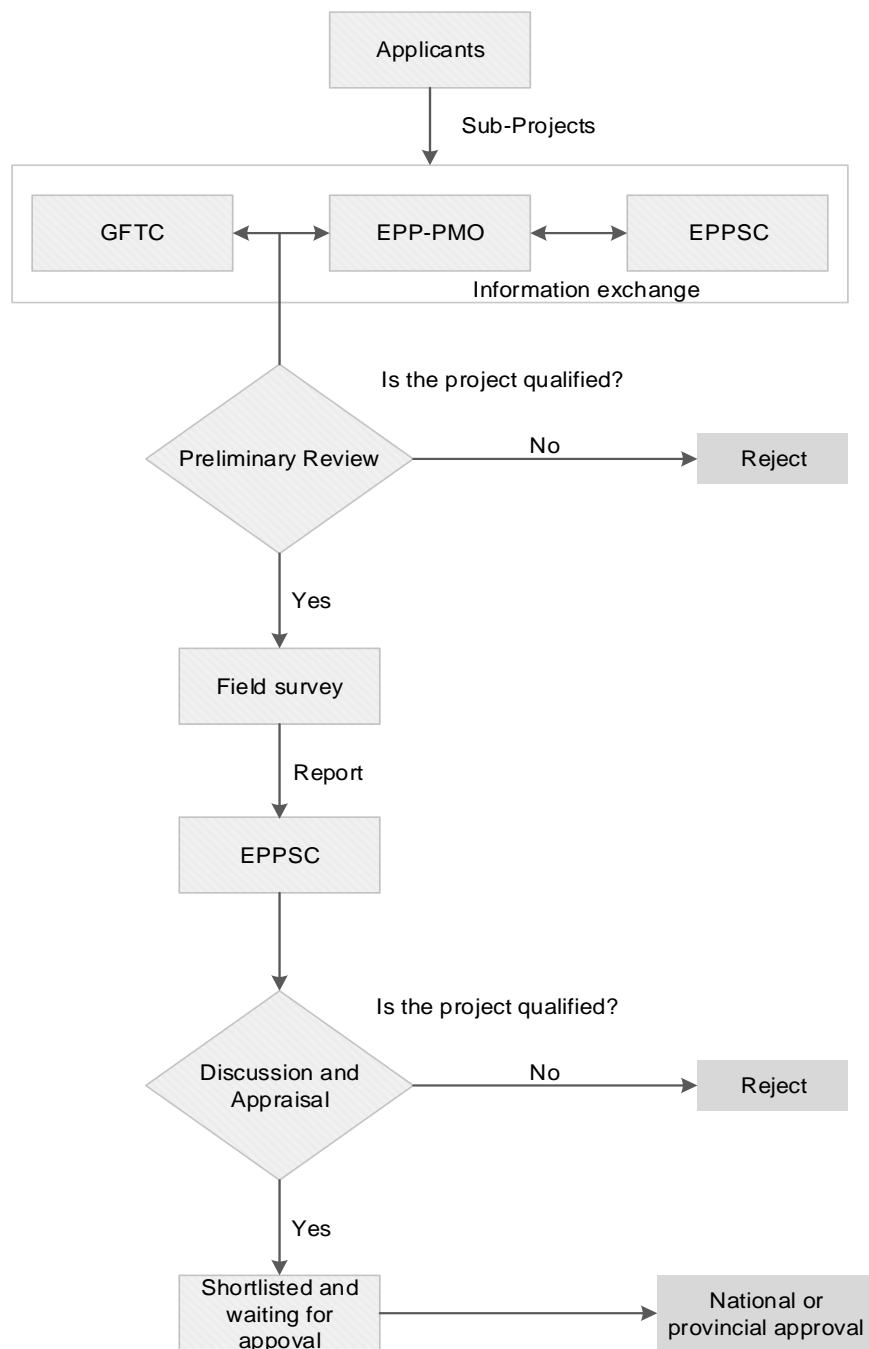 Applicants
Sub-Projects
GFTC
EPP-PMO
EPPSC
Information exchange
Is the project qualified?
Preliminary Review
No
Reject
Yes
Field survey
Report
EPPSC
Is the project qualified?
Discussion and
Appraisal
No
Reject
Yes
Shortlisted and
waiting for
appoval
National or
provincial approval